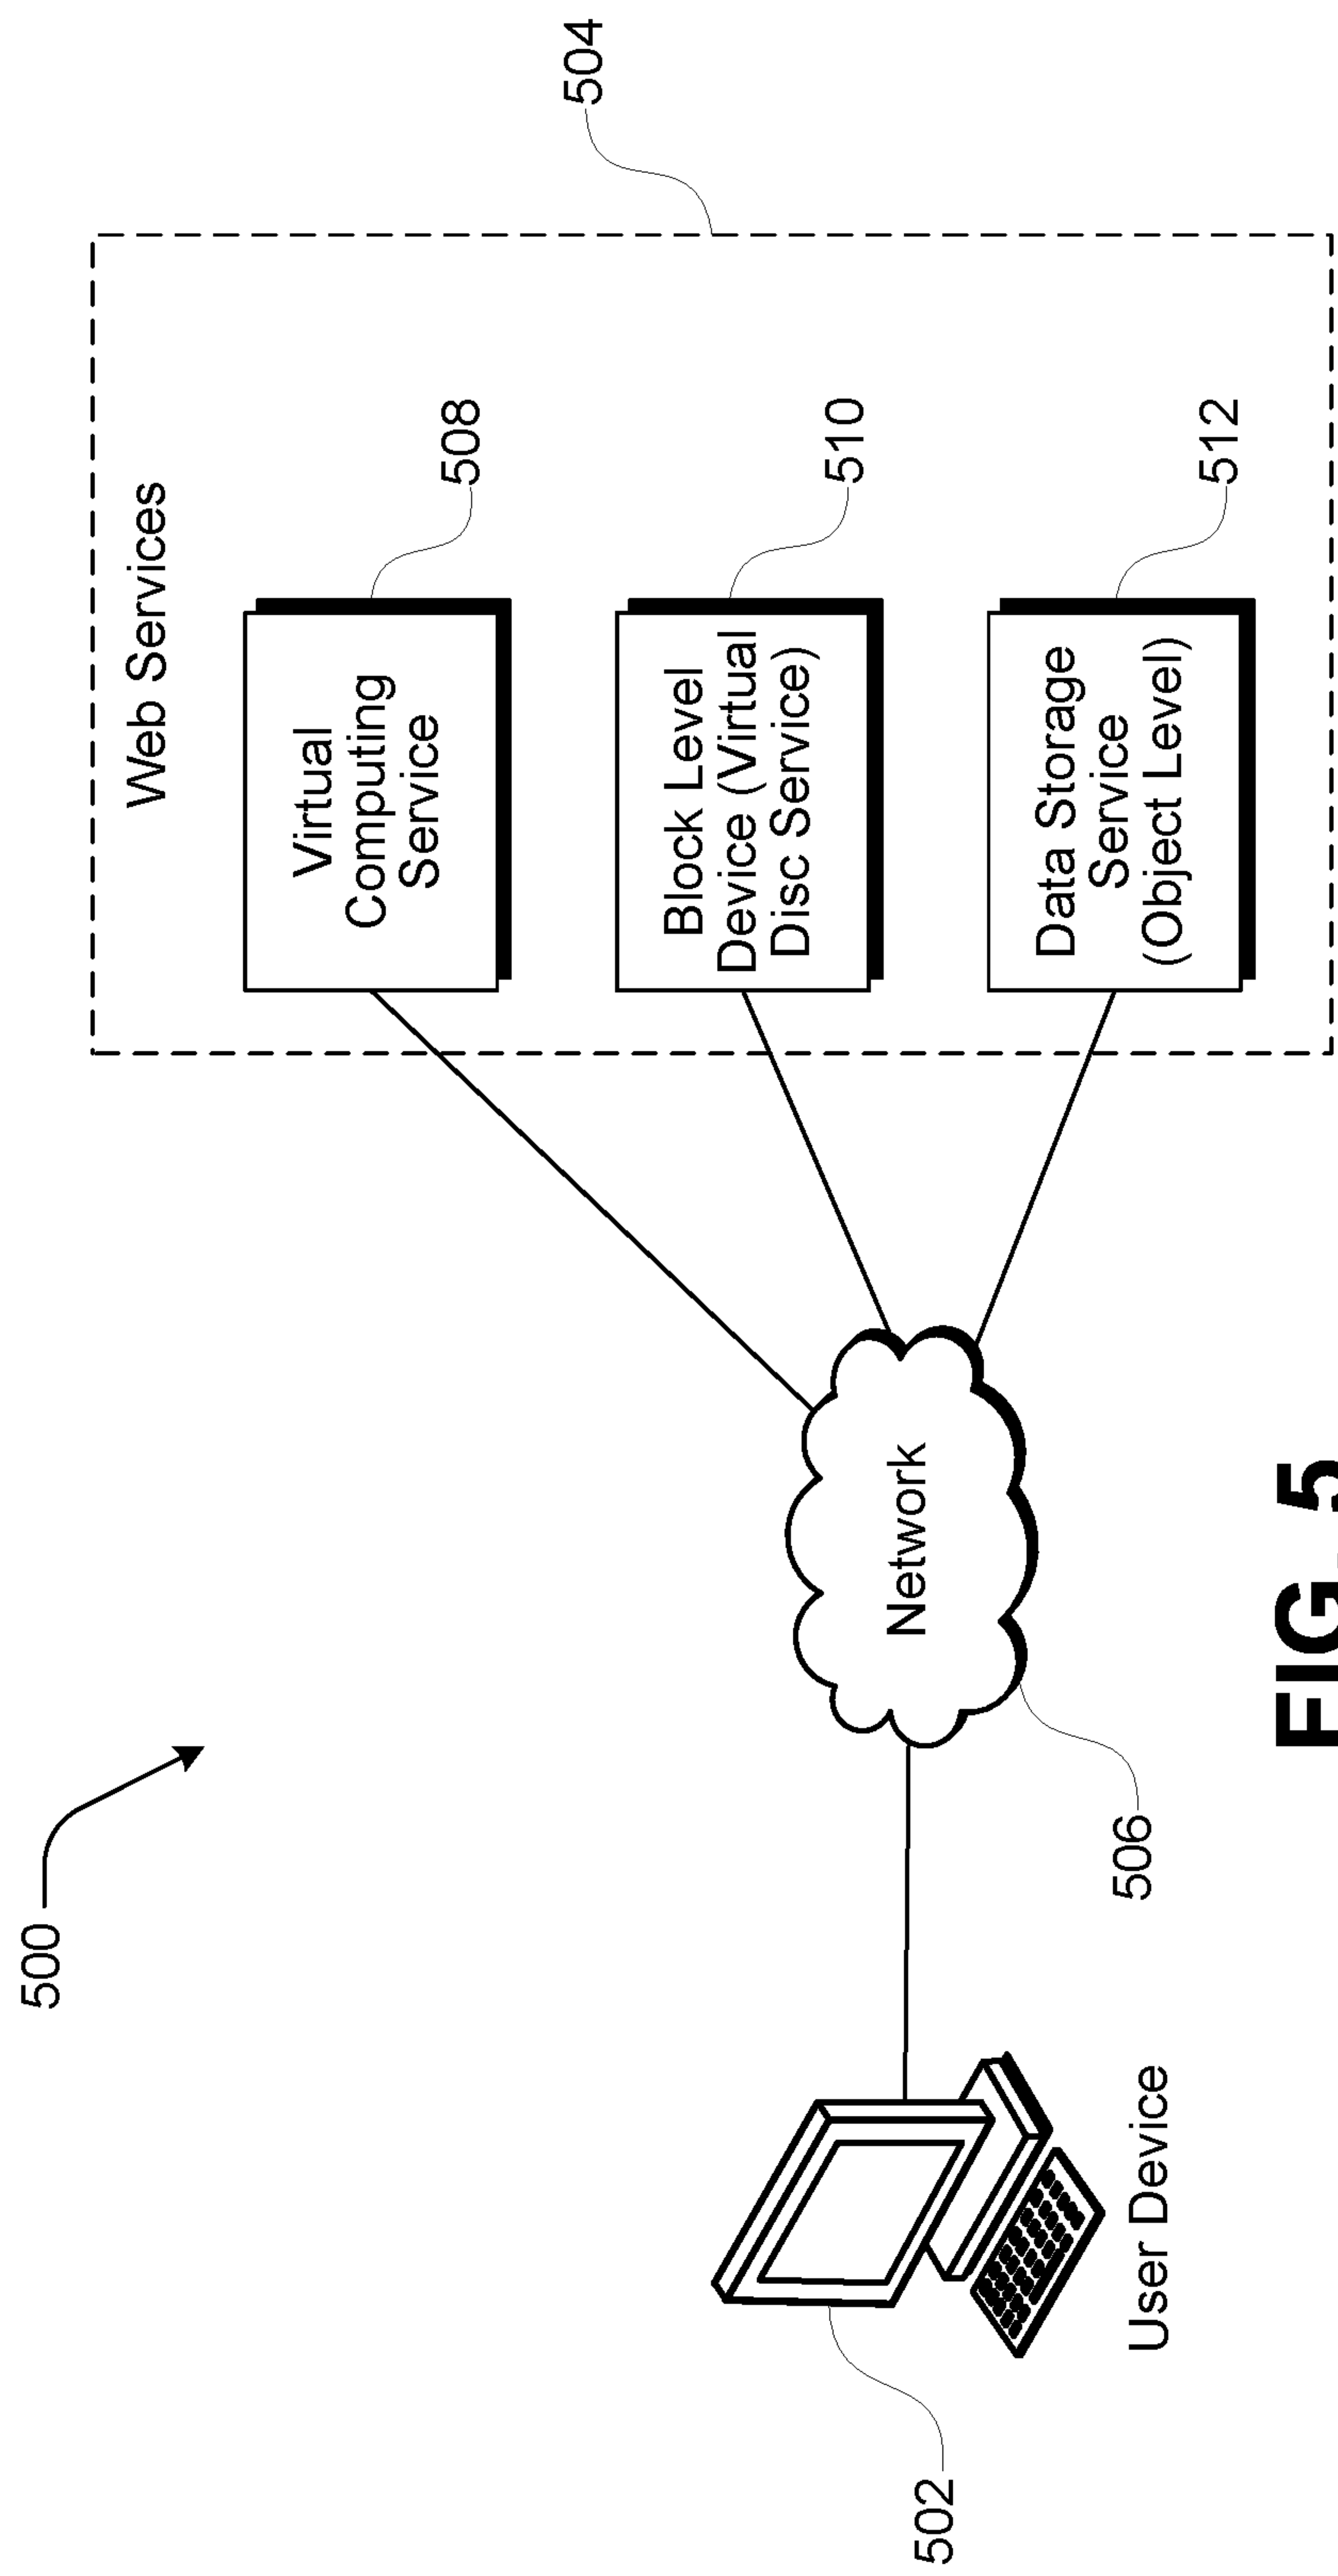 500
504
Web Services
Virtual
Computing
Service
508
Block Level
Device (Virtual
Disc Service)
510
Data Storage
Service
(Object Level)
512
Network
506
502
User Device
FIG. 5